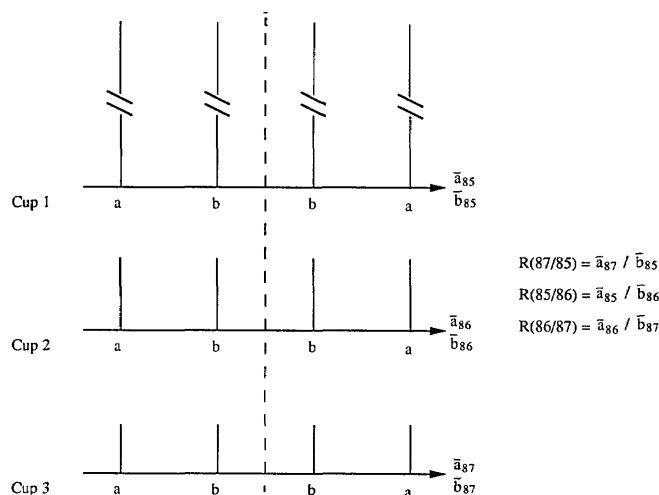 t̄
ā85
Cup 1 a b b a b̄85
R(87/85) = ā87 / b̄85
R(85/86) = ā85 / b̄86
R(86/87) = ā86 / b̄87
ā86
Cup 2 a b b a b̄86
ā87
Cup 3 a b b a b̄87